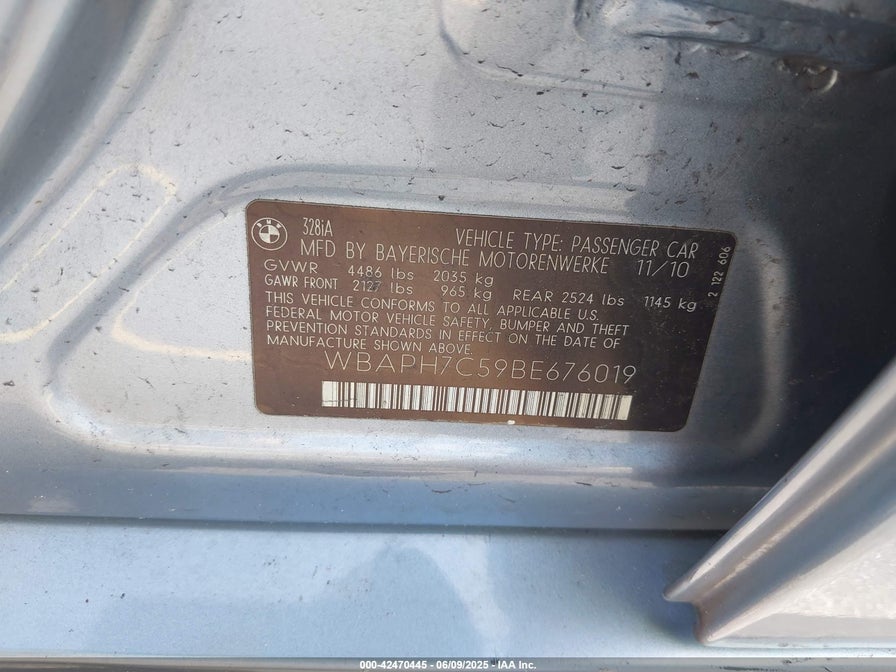 BMW
328iA
VEHICLE TYPE: PASSENGER CAR
MFD BY BAYERISCHE MOTORENWERKE 11/10
GVWR 4486 lbs 2035 kg
GAWR FRONT 2127 lbs 965 kg REAR 2524 lbs 1145 kg
THIS VEHICLE CONFORMS TO ALL APPLICABLE U.S.
FEDERAL MOTOR VEHICLE SAFETY, BUMPER AND THEFT
PREVENTION STANDARDS IN EFFECT ON THE DATE OF
MANUFACTURE SHOWN ABOVE.
WBAPH7C59BE676019
2 122 606
000-42470445 | 06/09/2025 - IAA Inc.